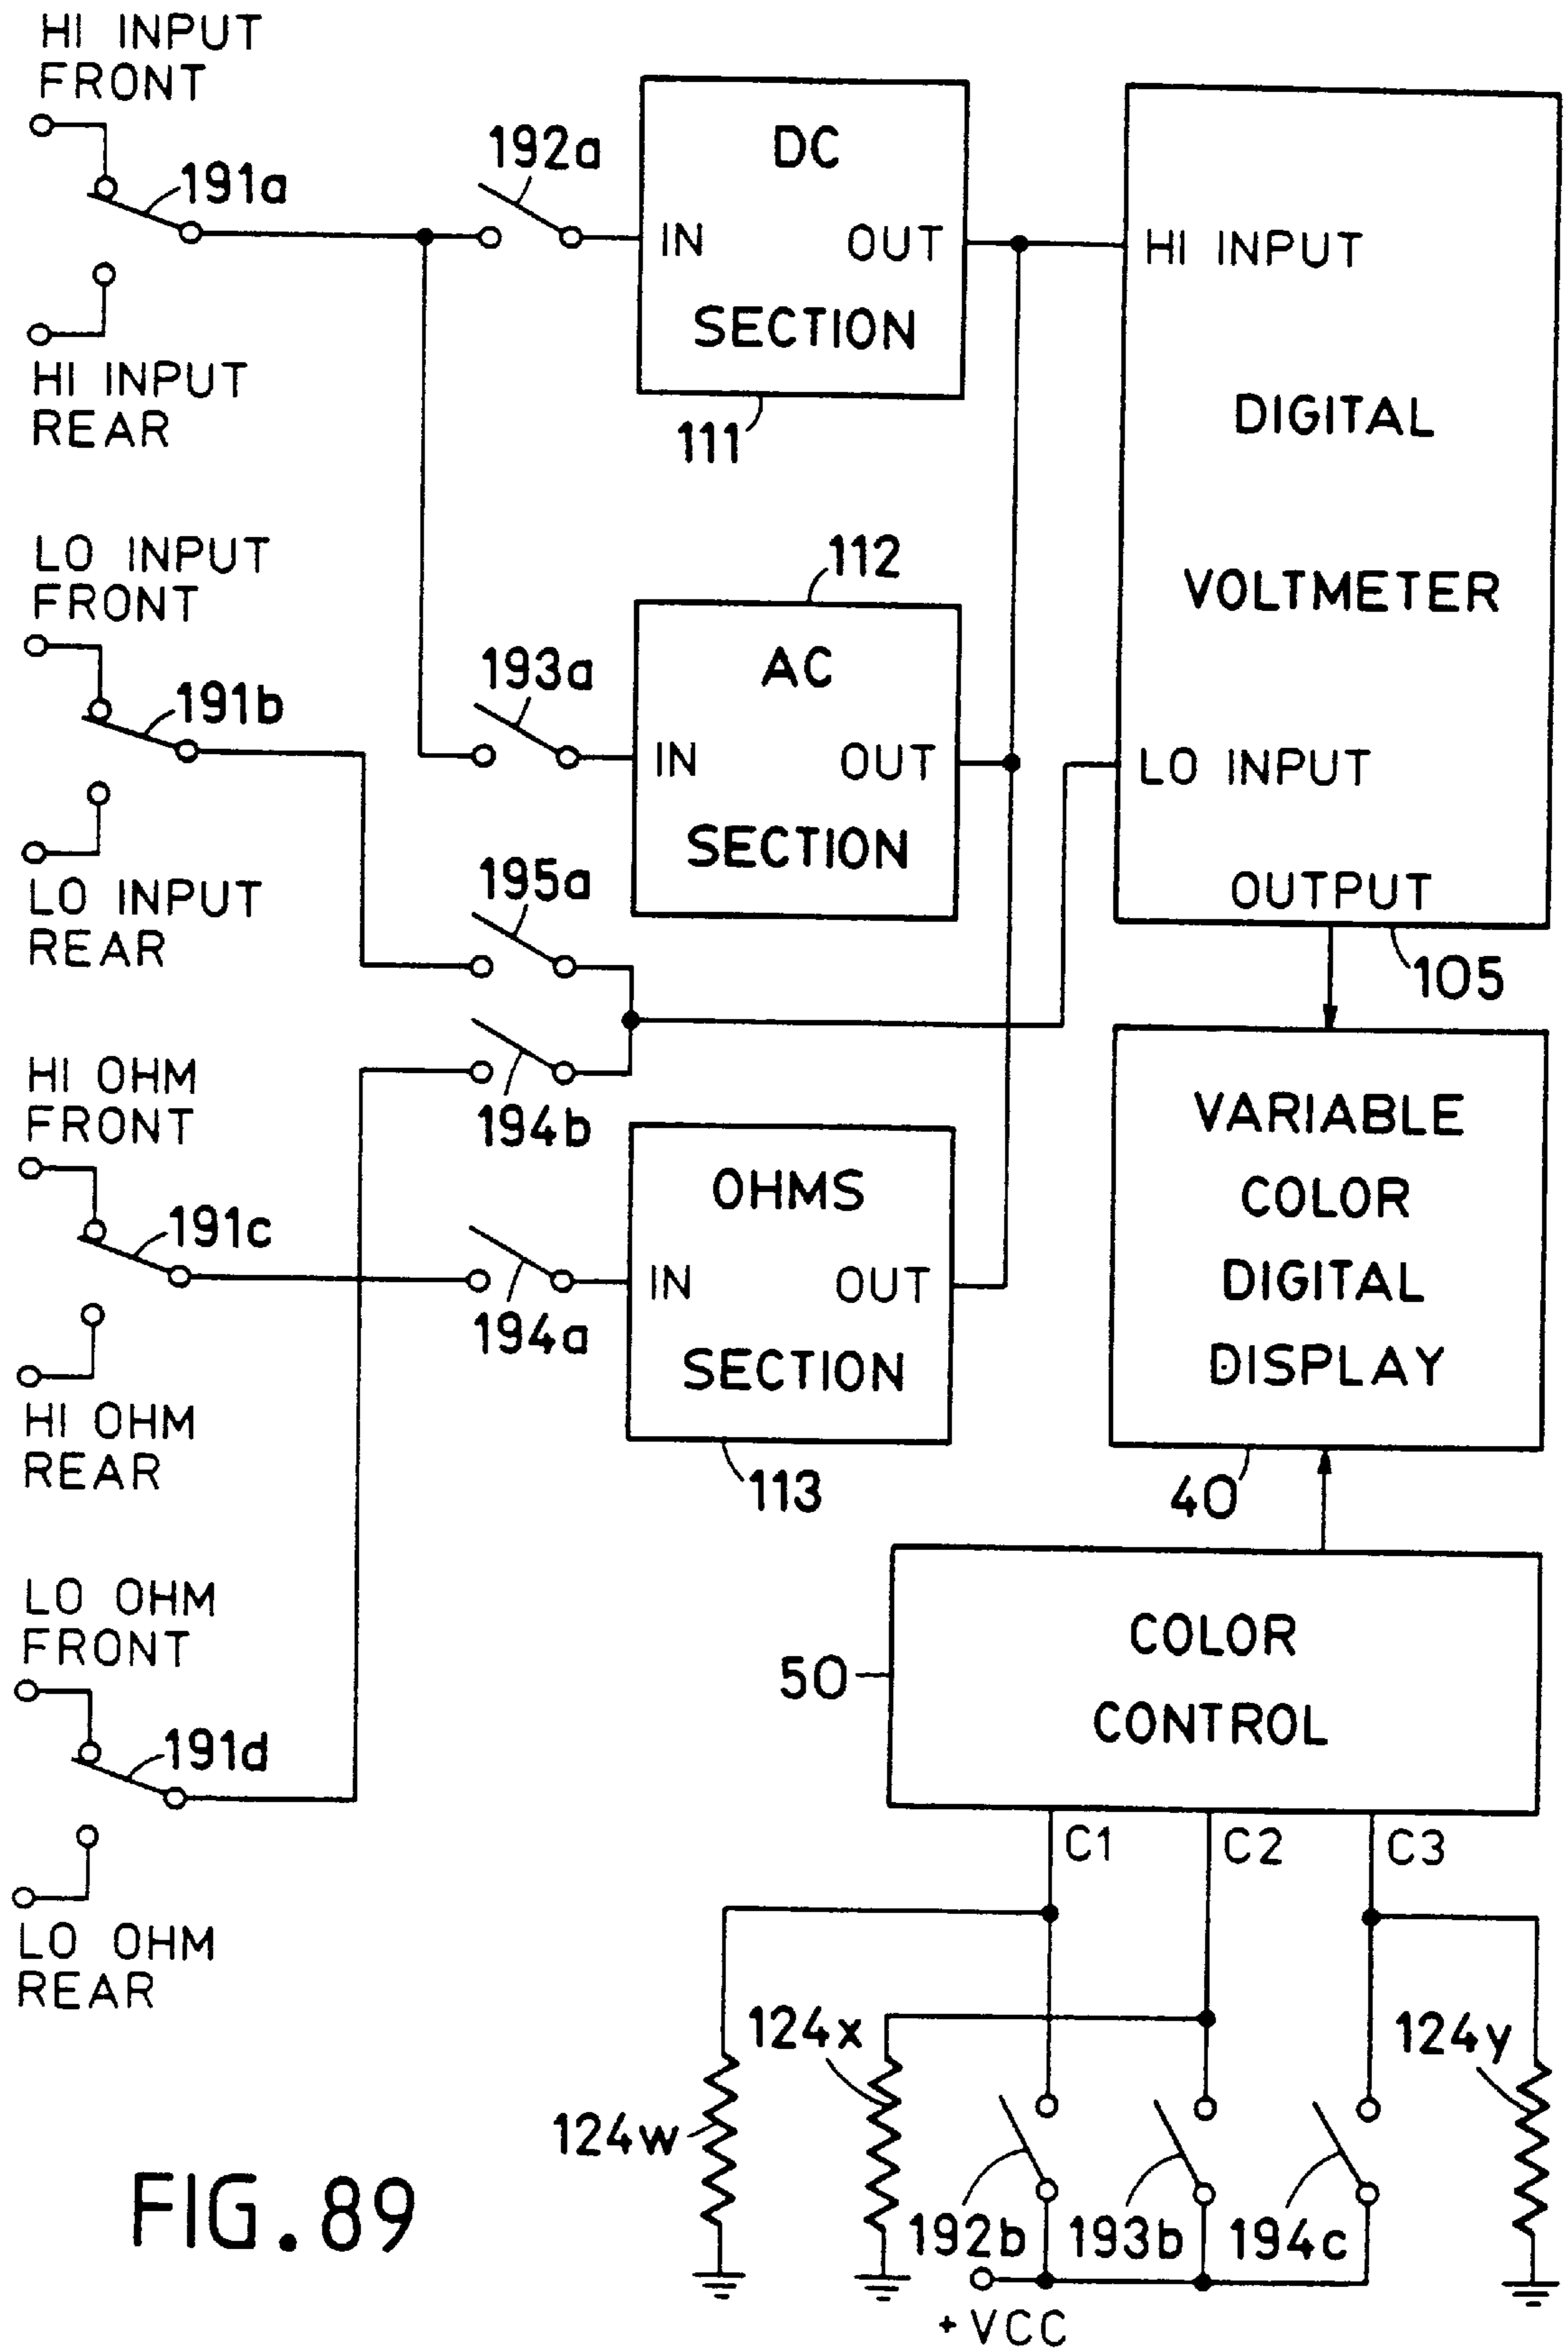 HI INPUT
FRONT
191a
HI INPUT
REAR
192a
DC
IN OUT
SECTION
111
HI INPUT
DIGITAL
VOLTMETER
LO INPUT
OUTPUT
105
LO INPUT
FRONT
191b
LO INPUT
REAR
112
193a
AC
IN OUT
SECTION
195a
194b
HI OHM
FRONT
191c
HI OHM
REAR
OHMS
IN OUT
SECTION
194a
113
VARIABLE
COLOR
DIGITAL
DISPLAY
40
LO OHM
FRONT
191d
LO OHM
REAR
50
COLOR
CONTROL
C1 C2 C3
124w
124x
124y
192b 193b 194c
+VCC
FIG. 89